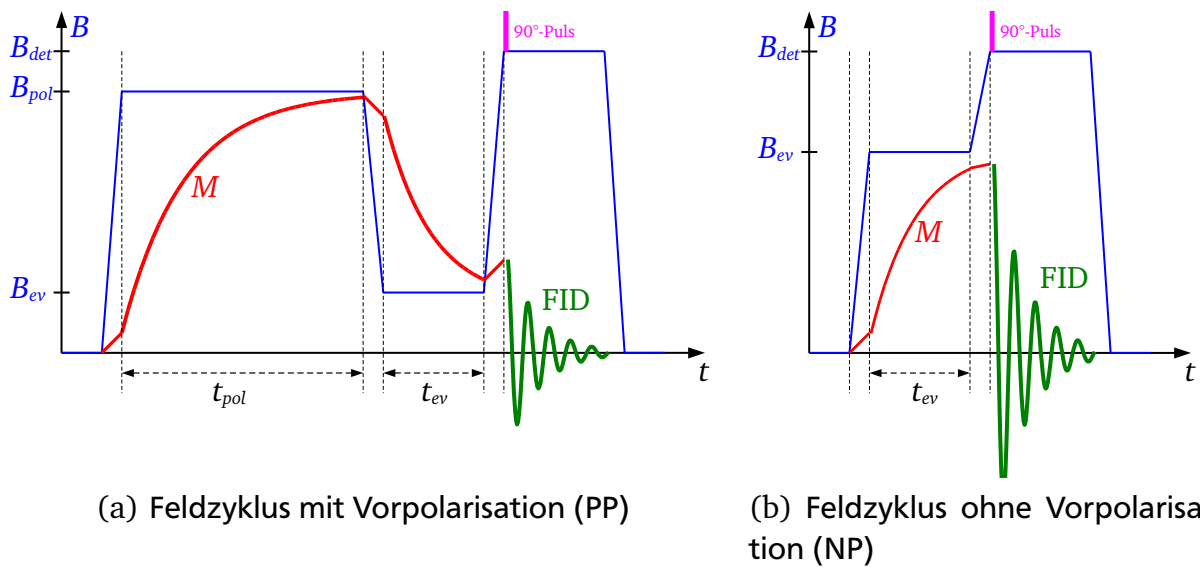 B
90°-Puls
B_det
B_pol
M
B_ev
FID
t
t_pol
t_ev
(a) Feldzyklus mit Vorpolarisation (PP)
B
90°-Puls
B_det
B_ev
M
FID
t
t_ev
(b) Feldzyklus ohne Vorpolarisa
tion (NP)